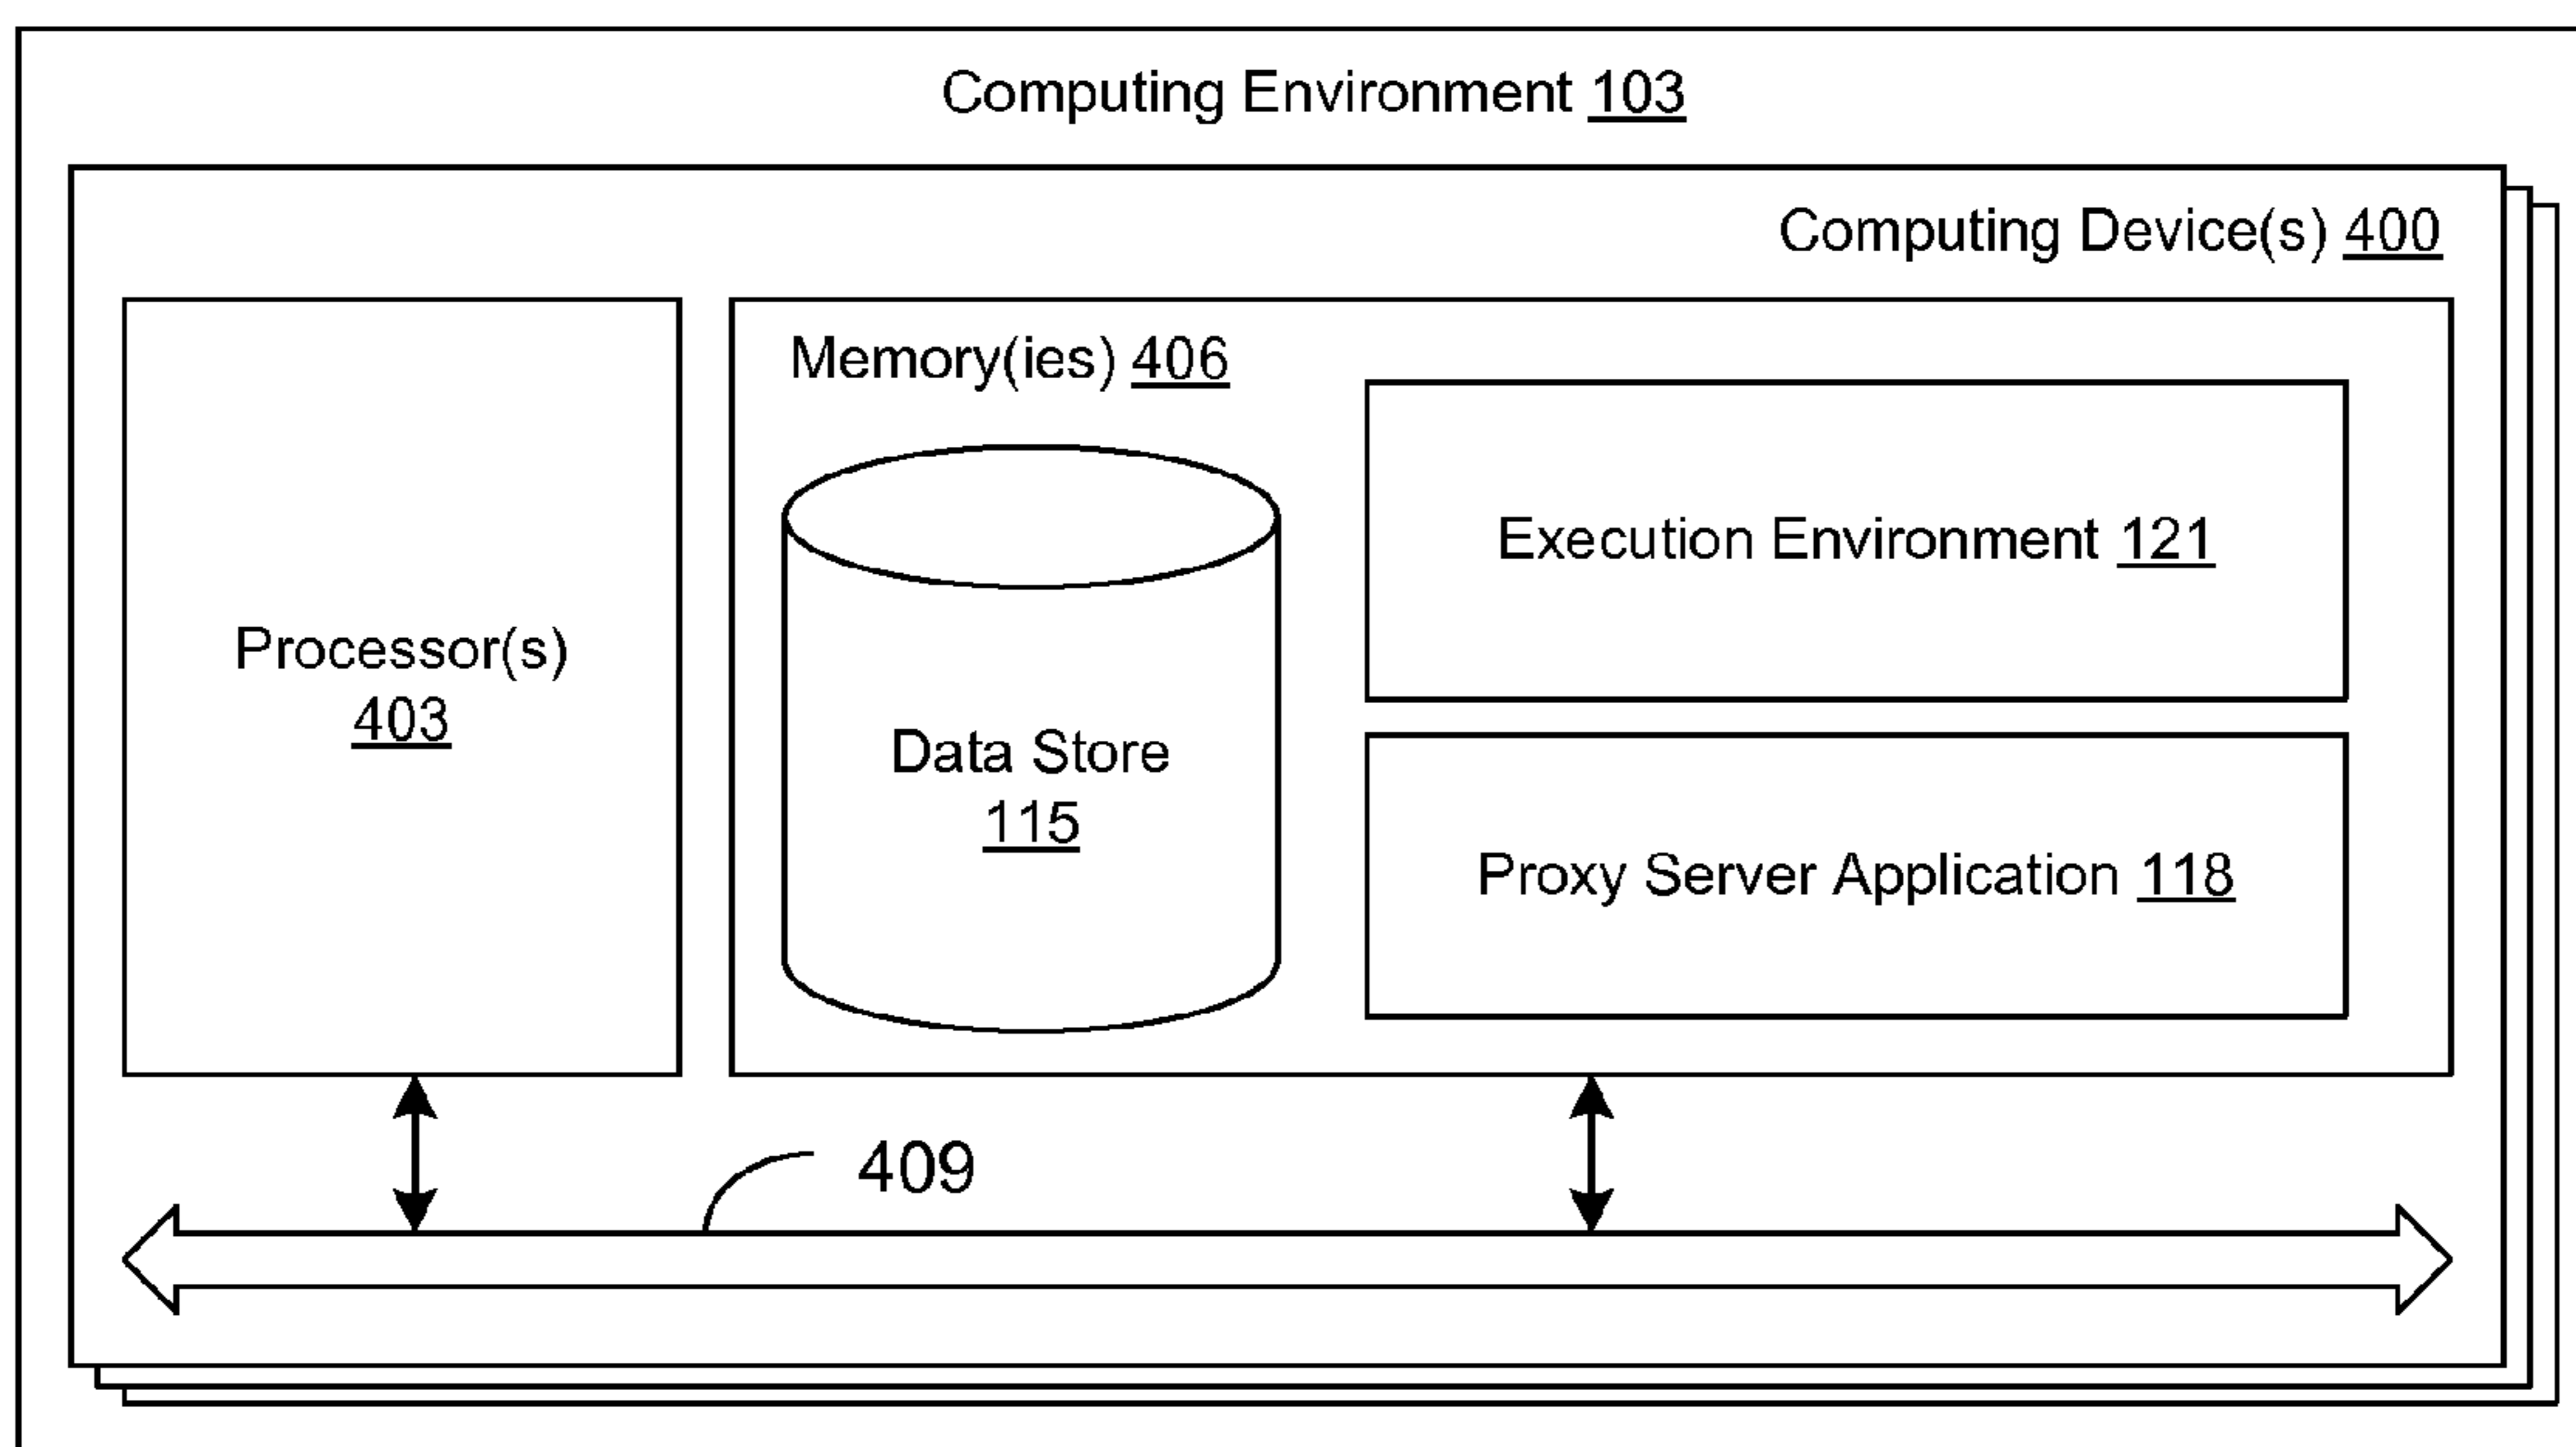 Computing Environment 103
Computing Device(s) 400
Memory(ies) 406
Execution Environment 121
Processor(s)
403
Data Store
115
Proxy Server Application 118
409